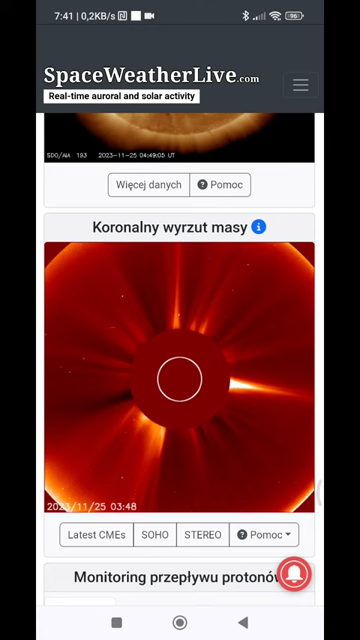 7:41 | 0,2KB/s
96
SpaceWeatherLive.com
Real-time auroral and solar activity
SDO/AIA 193 2023-11-25 04:49:05 UT
Więcej danych
Pomoc
Koronalny wyrzut masy
2023/11/25 03:48
Latest CMEs
SOHO
STEREO
Pomoc
Monitoring przepływu protonów